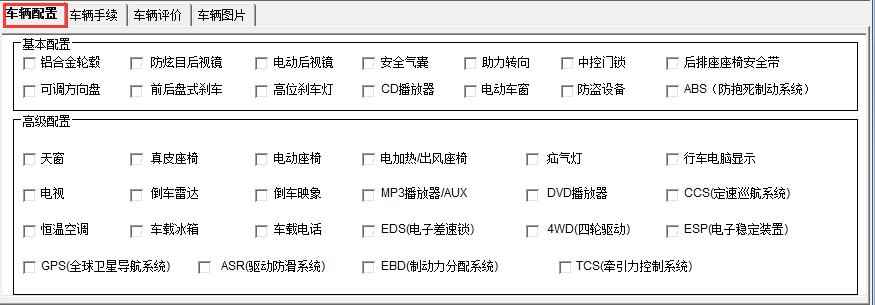 车辆配置 车辆手续 车辆评价 车辆图片
基本配置
铝合金轮毂 防炫目后视镜 电动后视镜 安全气囊 助力转向 中控门锁 后排座座椅安全带
可调方向盘 前后盘式刹车 高位刹车灯 CD播放器 电动车窗 防盗设备 ABS（防抱死制动系统）
高级配置
天窗 真皮座椅 电动座椅 电加热/出风座椅 疝气灯 行车电脑显示
电视 倒车雷达 倒车映象 MP3播放器/AUX DVD播放器 CCS(定速巡航系统)
恒温空调 车载冰箱 车载电话 EDS(电子差速锁) 4WD(四轮驱动) ESP(电子稳定装置)
GPS(全球卫星导航系统) ASR(驱动防滑系统) EBD(制动力分配系统) TCS(牵引力控制系统)